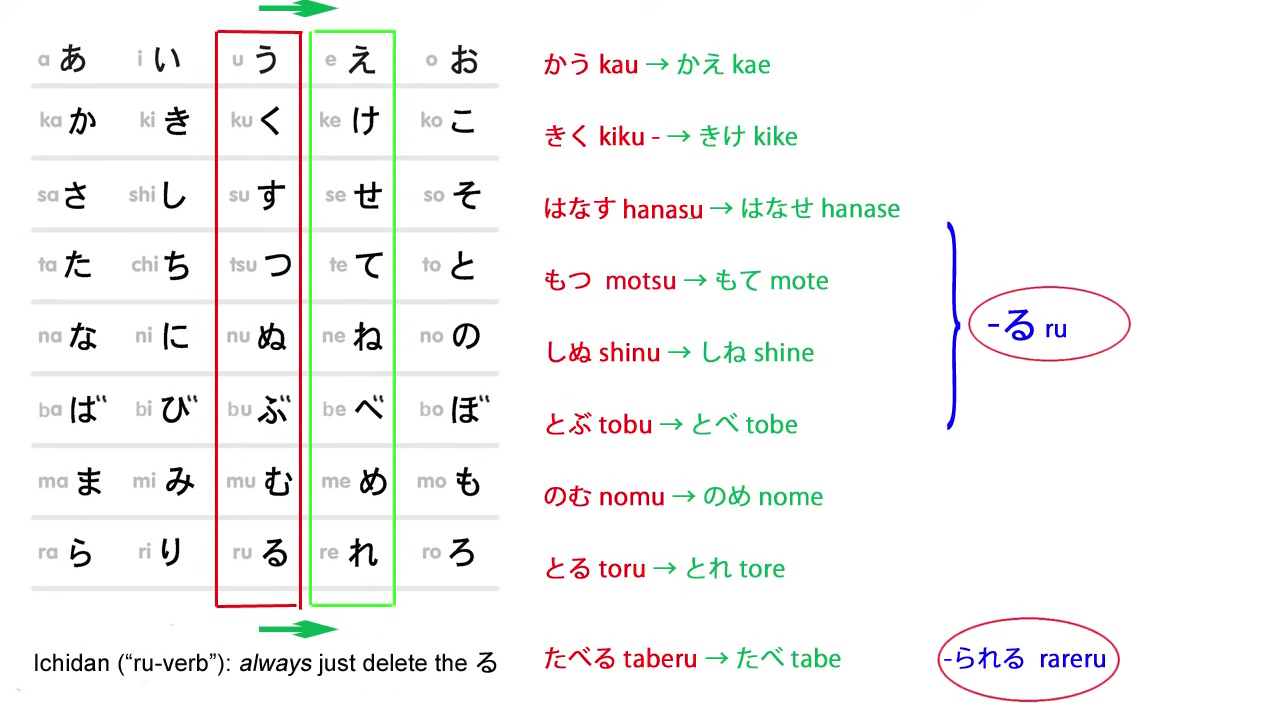 a あ i い u う e え o お
ka か ki き ku く ke け ko こ
sa さ shi し su す se せ so そ
ta た chi ち tsu つ te て to と
na な ni に nu ぬ ne ね no の
ba ば bi び bu ぶ be べ bo ぼ
ma ま mi み mu む me め mo も
ra ら ri り ru る re れ ro ろ
かう kau → かえ kae
きく kiku - → きけ kike
はなす hanasu → はなせ hanase
もつ motsu → もて mote
しぬ shinu → しね shine
とぶ tobu → とべ tobe
のむ nomu → のめ nome
とる toru → とれ tore
-る ru
Ichidan (“ru-verb”): always just delete the る
たべる taberu → たべ tabe
-られる rareru